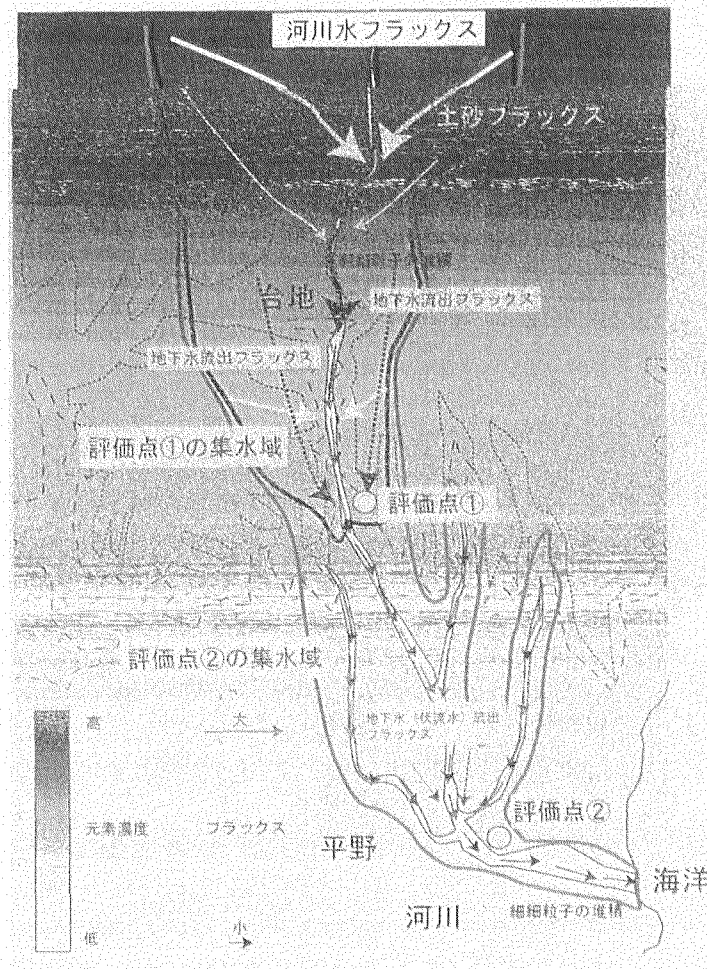 河川水フラックス
土砂フラックス
台地
地下水流出フラックス
地下水流出フラックス
評価点①の集水域
評価点①
評価点②の集水域
高
大
地下水（伏流水）流出
フラックス
元素濃度
フラックス
評価点②
平野
海洋
河川
細細粒子の堆積
低
小